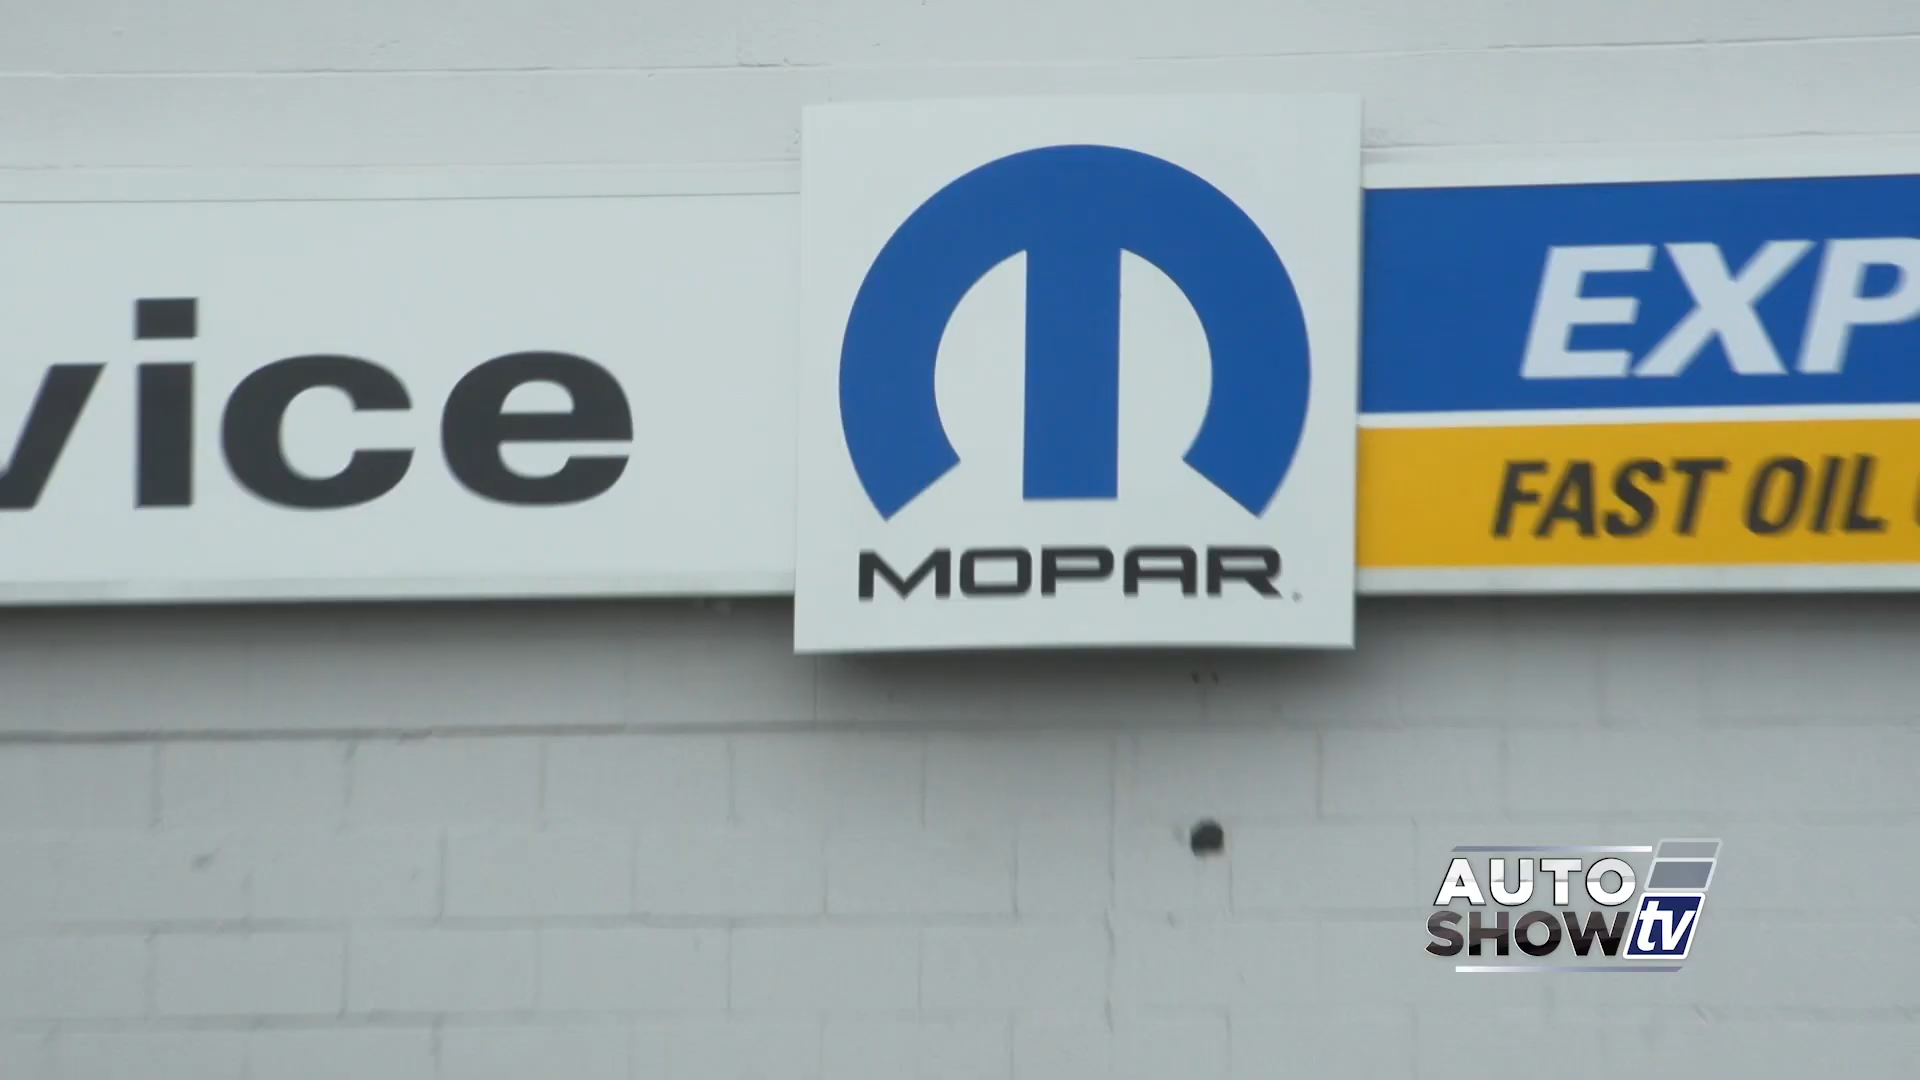 vice
MOPAR
EXP
FAST OIL
AUTO
SHOW tv